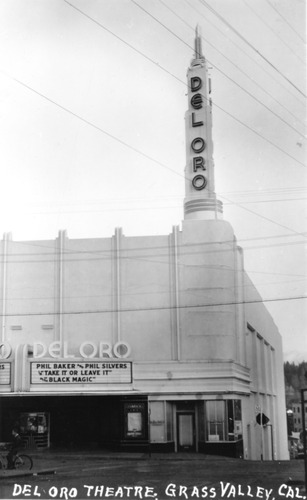 DEL ORO
DEL ORO
PHIL BAKER AND PHIL SILVERS
"TAKE IT OR LEAVE IT"
"BLACK MAGIC"
DEL ORO THEATRE, GRASS VALLEY, CAL